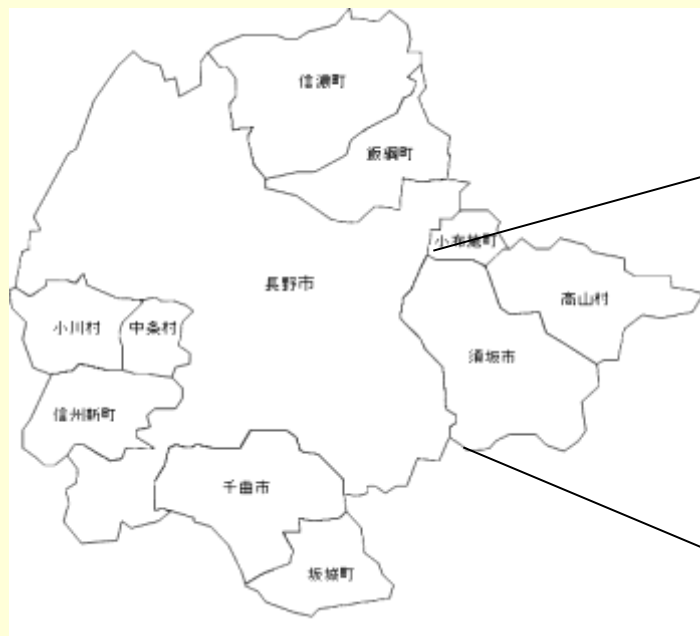 信濃町
飯綱町
小布施町
長野市
高山村
小川村
中条村
須坂市
信州新町
千曲市
坂城町